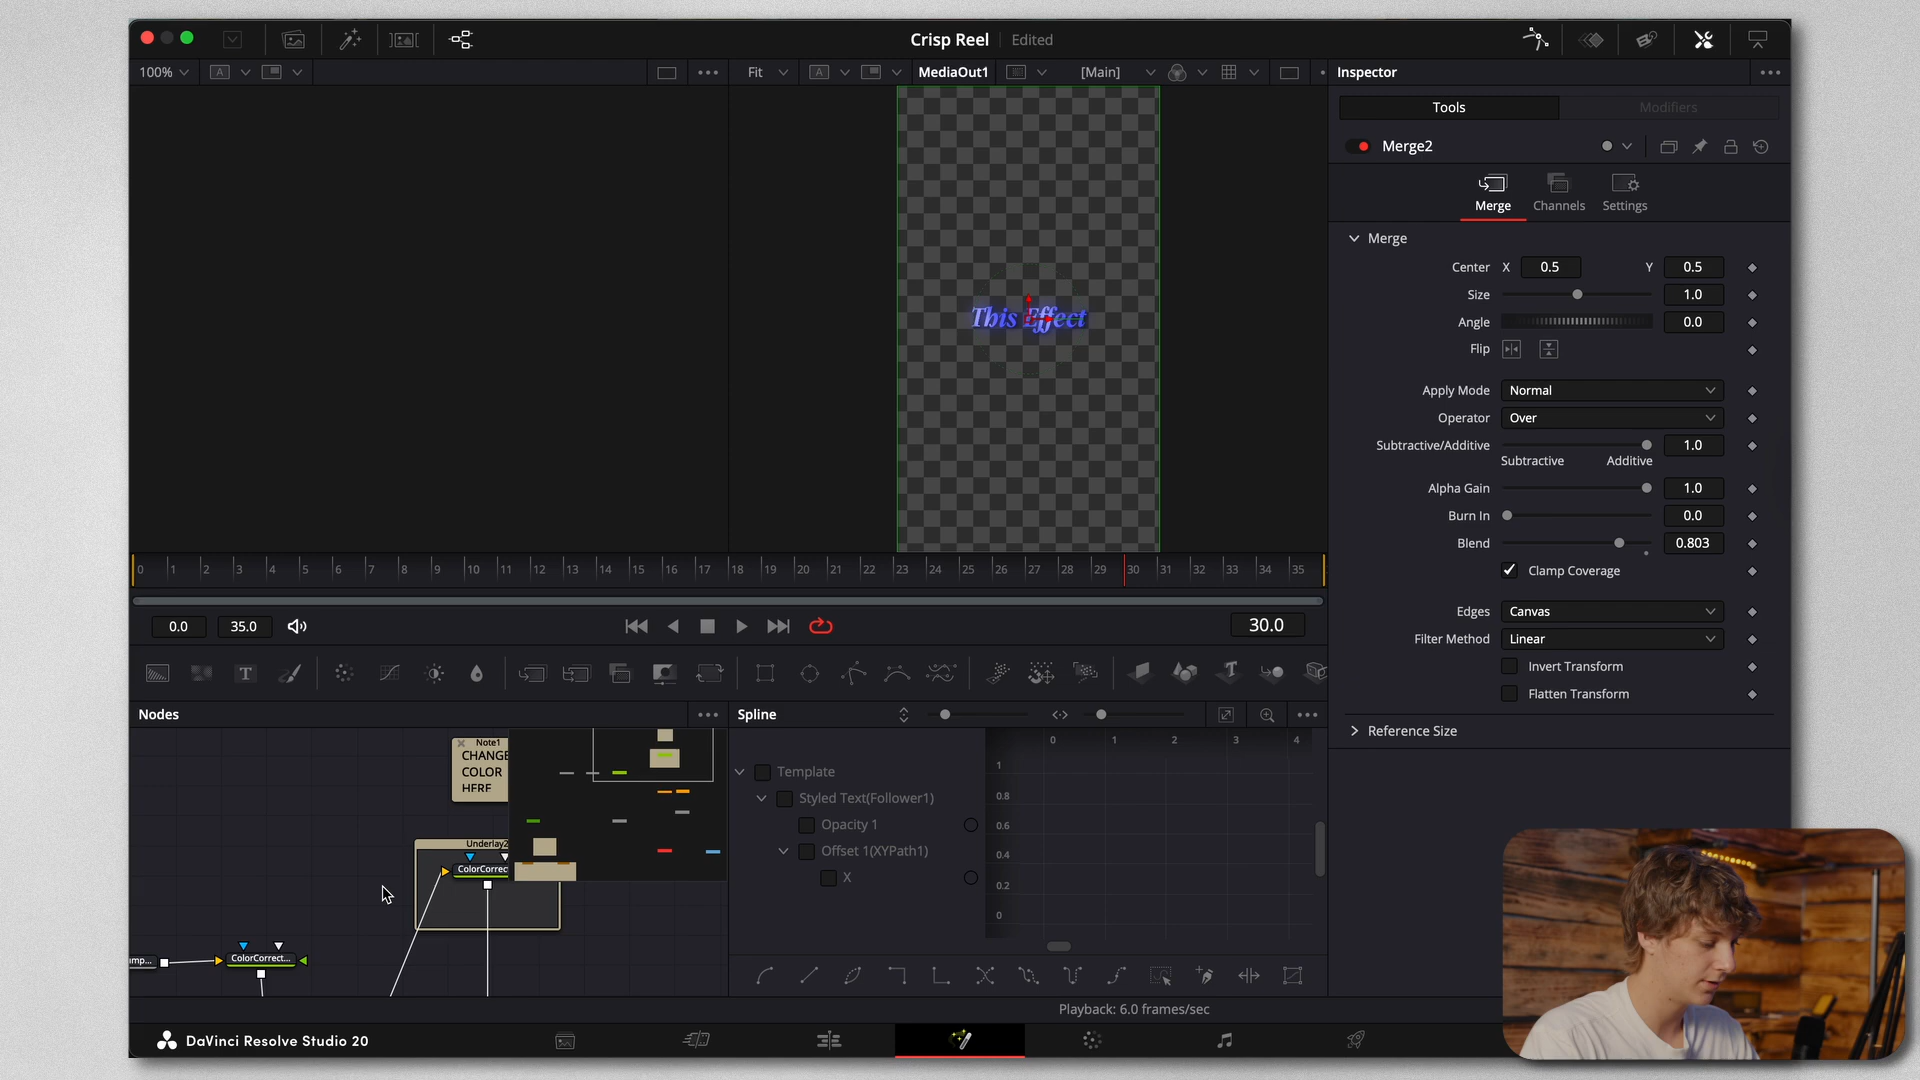 Crisp Reel
Edited
100%
A
Fit
A
MediaOut1
[Main]
Inspector
Tools
Modifiers
Merge2
Merge
Channels
Settings
Merge
Center X 0.5 Y 0.5
Size 1.0
Angle 0.0
Flip
Apply Mode Normal
Operator Over
Subtractive/Additive 1.0
Subtractive Additive
Alpha Gain 1.0
Burn In 0.0
Blend 0.803
Clamp Coverage
Edges Canvas
Filter Method Linear
Invert Transform
Flatten Transform
Reference Size
This Effect
0 1 2 3 4 5 6 7 8 9 10 11 12 13 14 15 16 17 18 19 20 21 22 23 24 25 26 27 28 29 30 31 32 33 34 35
0.0 35.0 30.0
T
T
Nodes
Note1
CHANGE
COLOR
HERE
Underlay2
ColorCorrec
mp...
ColorCorrect...
Spline
0 1 2 3 4
1
0.8
0.6
0.4
0.2
0
Template
Styled Text(Follower1)
Opacity 1
Offset 1(XYPath1)
X
Playback: 6.0 frames/sec
DaVinci Resolve Studio 20